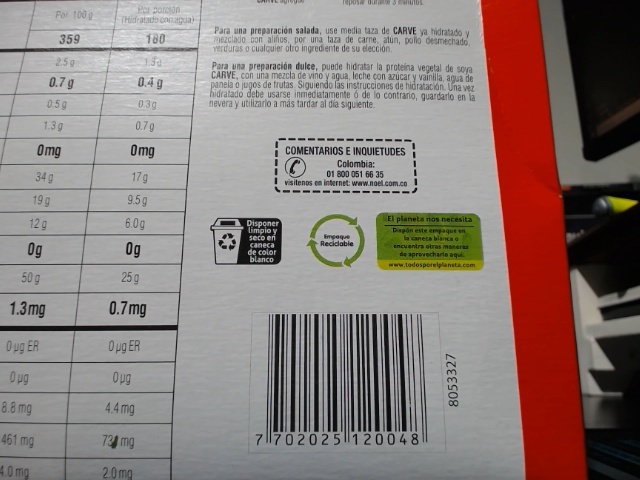 Por 100 g
Por porción
(Hidratado con agua)
359
180
2.5 g
1.3 g
0.7 g
0.4 g
0.5 g
0.3 g
1.3 g
0.7 g
0mg
0mg
34 g
17 g
19 g
9.5 g
12 g
6.0 g
0g
0g
50 g
25 g
1.3mg
0.7mg
0 µg ER
0 µg ER
0 µg
0 µg
8.8 mg
4.4 mg
461 mg
mg
4.0 mg
2.0 mg
CARVE agregue
reposar durante 5 minutos.
Para una preparación salada, use media taza de CARVE ya hidratado y
mezclado con aliños, por una taza de carne, atún, pollo desmechado,
verduras o cualquier otro ingrediente de su elección.
Para una preparación dulce, puede hidratar la proteína vegetal de soya
CARVE, con una mezcla de vino y agua, leche con azúcar y vainilla, agua de
panela o jugos de frutas. Siguiendo las instrucciones de hidratación. Una vez
hidratado debe usarse inmediatamente ó de lo contrario, guardarlo en la
nevera y utilizarlo a más tardar al día siguiente.
COMENTARIOS E INQUIETUDES
Colombia:
01 800 051 66 35
visítenos en internet: www.noel.com.co
Disponer
limpio y
seco en
caneca
de color
blanco
Empaque
Reciclable
El planeta nos necesita
Dispón este empaque en
la caneca blanca o
encuentra otras maneras
de aprovecharlo aquí.
www.todosporelplaneta.com
8053327
7 702025 120048